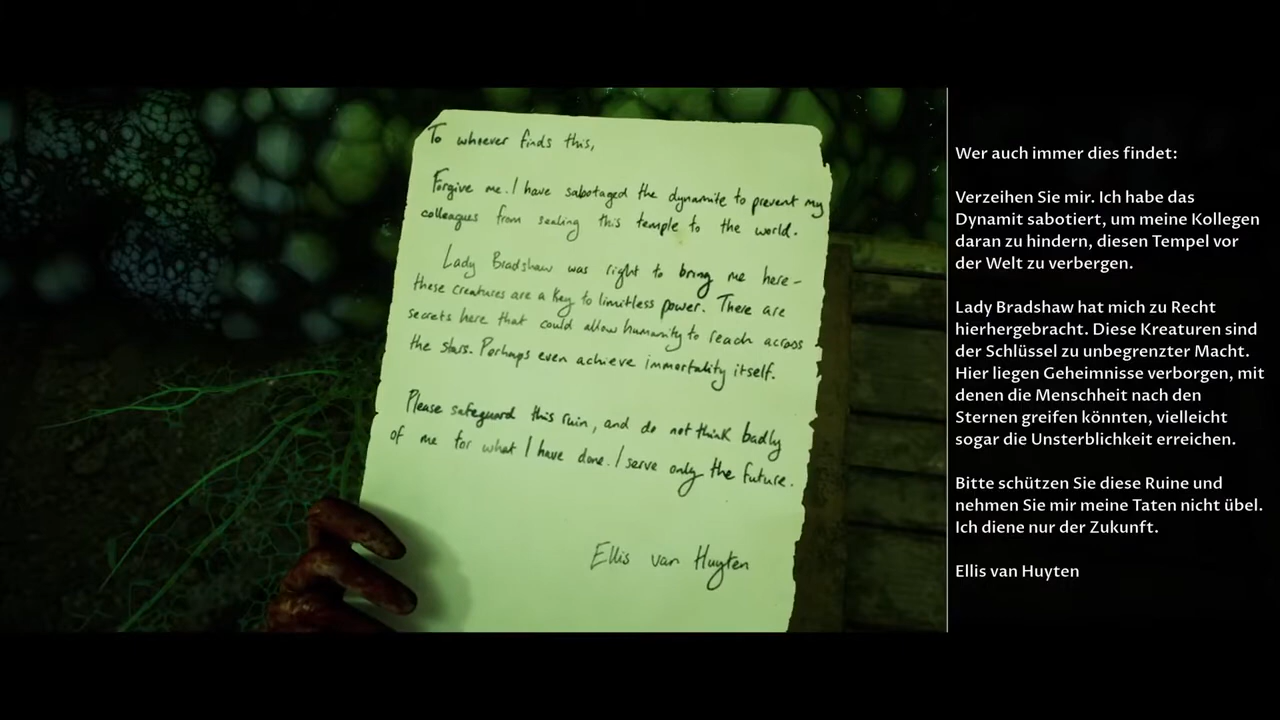 To whoever finds this,
Forgive me. I have sabotaged the dynamite to prevent my
colleagues from sealing this temple to the world.
Lady Bradshaw was right to bring me here-
these creatures are a key to limitless power. There are
secrets here that could allow humanity to reach across
the stars. Perhaps even achieve immortality itself.
Please safeguard this ruin, and do not think badly
of me for what I have done. I serve only the future.
Ellis van Huyten
Wer auch immer dies findet:
Verzeihen Sie mir. Ich habe das
Dynamit sabotiert, um meine Kollegen
daran zu hindern, diesen Tempel vor
der Welt zu verbergen.
Lady Bradshaw hat mich zu Recht
hierhergebracht. Diese Kreaturen sind
der Schlüssel zu unbegrenzter Macht.
Hier liegen Geheimnisse verborgen, mit
denen die Menschheit nach den
Sternen greifen könnten, vielleicht
sogar die Unsterblichkeit erreichen.
Bitte schützen Sie diese Ruine und
nehmen Sie mir meine Taten nicht übel.
Ich diene nur der Zukunft.
Ellis van Huyten